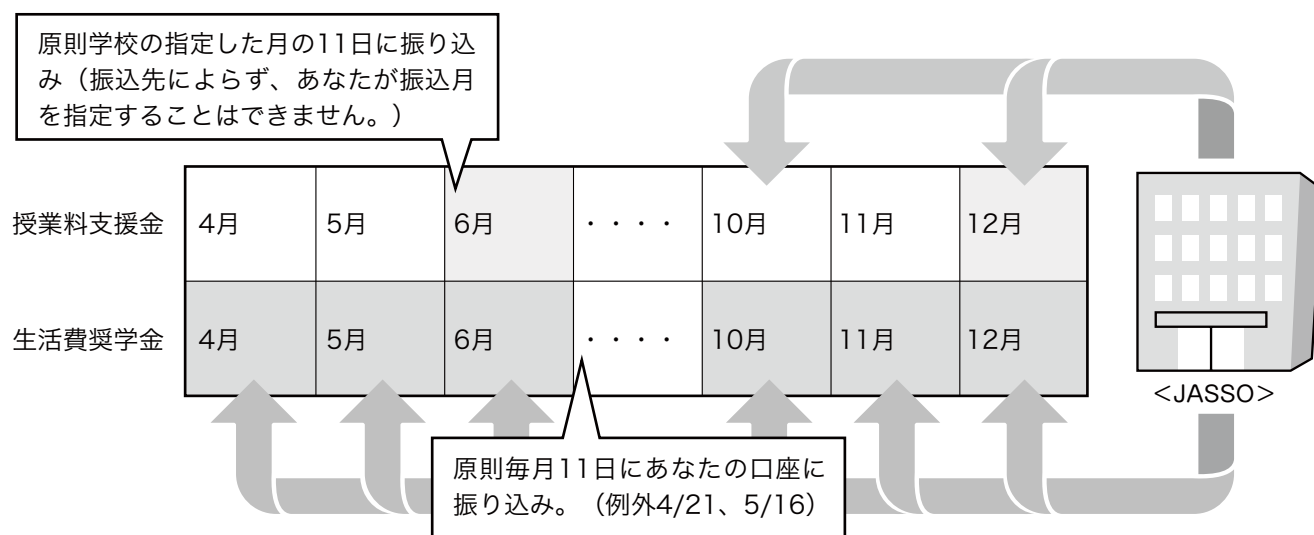 原則学校の指定した月の11日に振り込
み（振込先によらず、あなたが振込月
を指定することはできません。）
授業料支援金 4月 5月 6月 ・・・・ 10月 11月 12月
生活費奨学金 4月 5月 6月 ・・・・ 10月 11月 12月
＜JASSO＞
原則毎月11日にあなたの口座に
振り込み。（例外4/21、5/16）